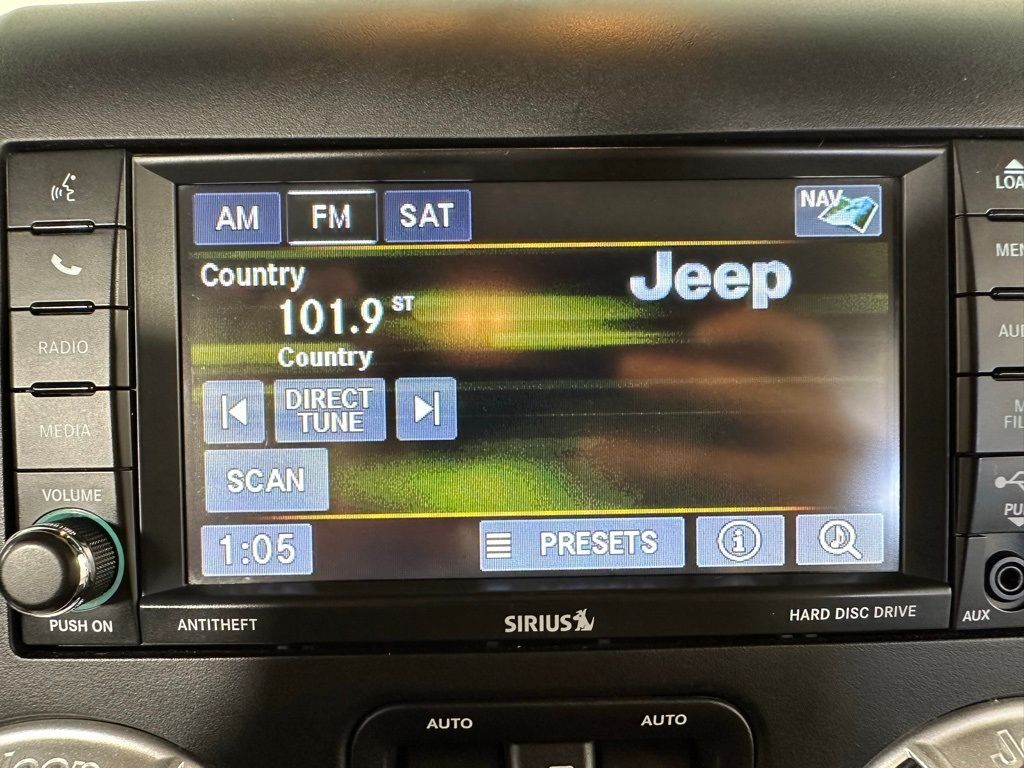 AM FM SAT NAV
Country
Jeep
101.9 ST
Country
DIRECT
TUNE
SCAN
1:05 PRESETS
RADIO
MEDIA
VOLUME
PUSH ON
ANTITHEFT
SIRIUS
HARD DISC DRIVE
AUX
AUTO AUTO
Jeep